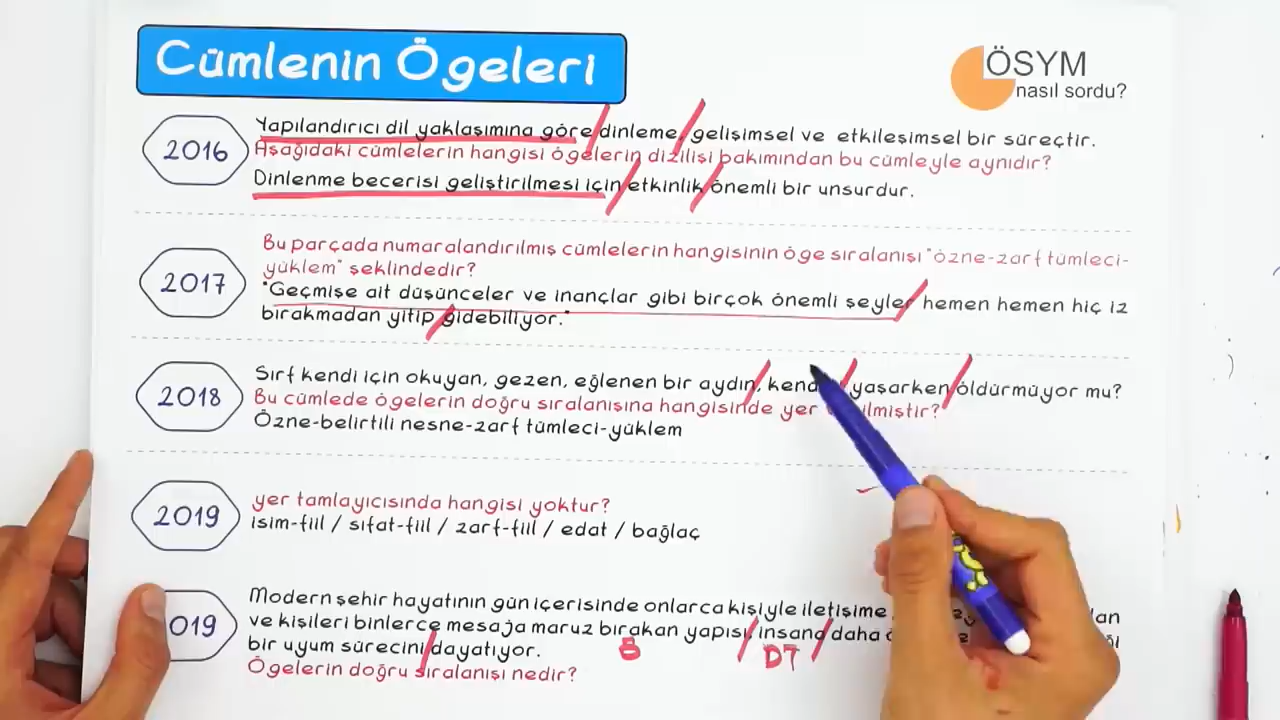 Cümlenin Ögeleri
ÖSYM
nasıl sordu?
2016
Yapılandırıcı dil yaklaşımına göre dinleme, gelişimsel ve etkileşimsel bir süreçtir.
Aşağıdaki cümlelerin hangisi ögelerin dizilişi bakımından bu cümleyle aynıdır?
Dinlenme becerisi geliştirilmesi için etkinlik önemli bir unsurdur.
2017
Bu parçada numaralandırılmış cümlelerin hangisinin öge sıralanışı "özne-zarf tümleci-
yüklem" şeklindedir?
"Geçmişe ait düşünceler ve inançlar gibi birçok önemli şeyler hemen hemen hiç iz
bırakmadan yitip gidebiliyor."
2018
Sırf kendi için okuyan, gezen, eğlenen bir aydın, yaşarken öldürmüyor mu?
Bu cümlede ögelerin doğru sıralanışına hangisinde yer
Özne-belirtili nesne-zarf tümleci-yüklem
2019
yer tamlayıcısında hangisi yoktur?
isim-fiil / sıfat-fiil / zarf-fiil / edat / bağlaç
019
Modern şehir hayatının gün içerisinde onlarca kişiyle iletişime
ve kişileri binlerce mesaja maruz bırakan yapısı, insana daha
bir uyum sürecini dayatıyor.
DT
Ögelerin doğru sıralanışı nedir?